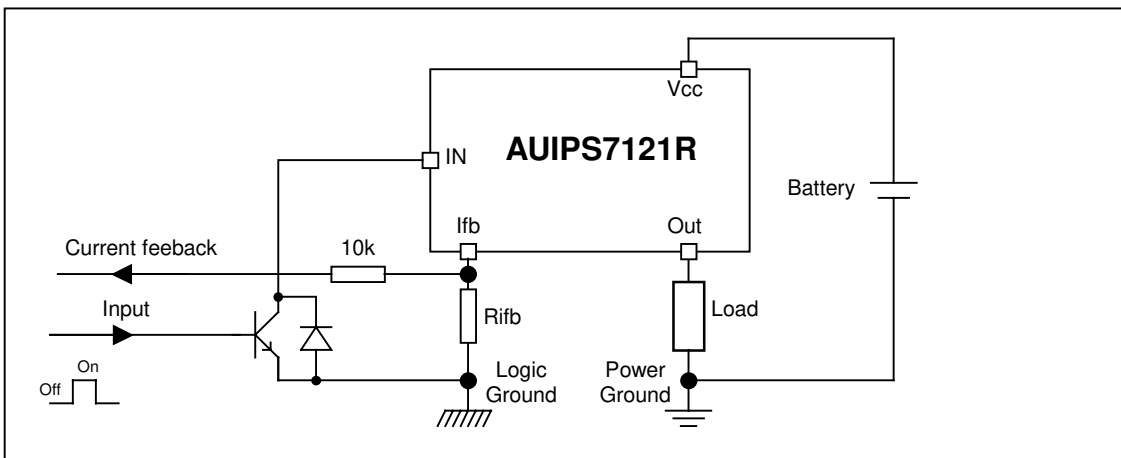 Vcc
AUIPS7121R
IN
Battery
Ifb
Out
Current feeback
10k
Input
Rifb
Load
On
Off
Logic
Ground
Power
Ground